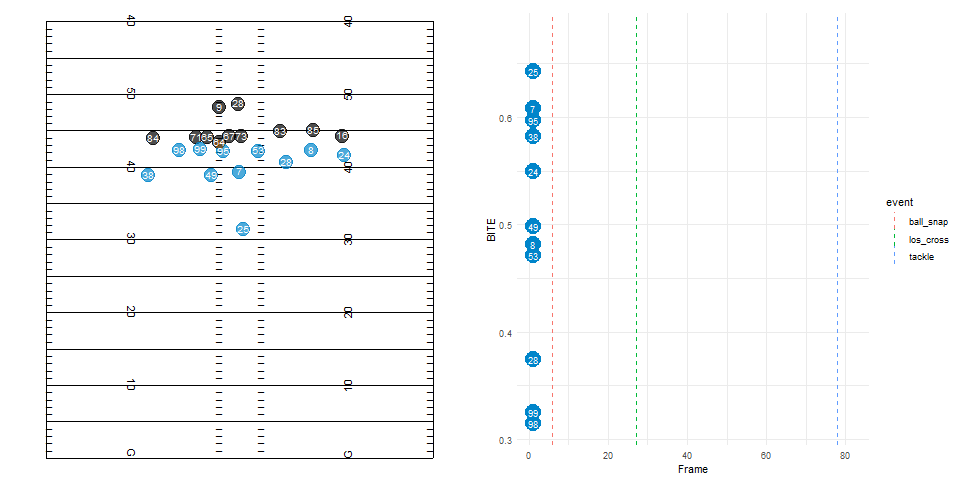 40 40
50 50
9 28
84 71 65 64 67 73 83 85 16
98 99 95 53 28 8 24
40 40
38 49 7
25
30 30
20 20
10 10
G G
BITE
0.6
0.5
0.4
0.3
25
7
95
38
24
49
8
53
28
99
98
0 20 40 60 80
Frame
event
ball_snap
los_cross
tackle